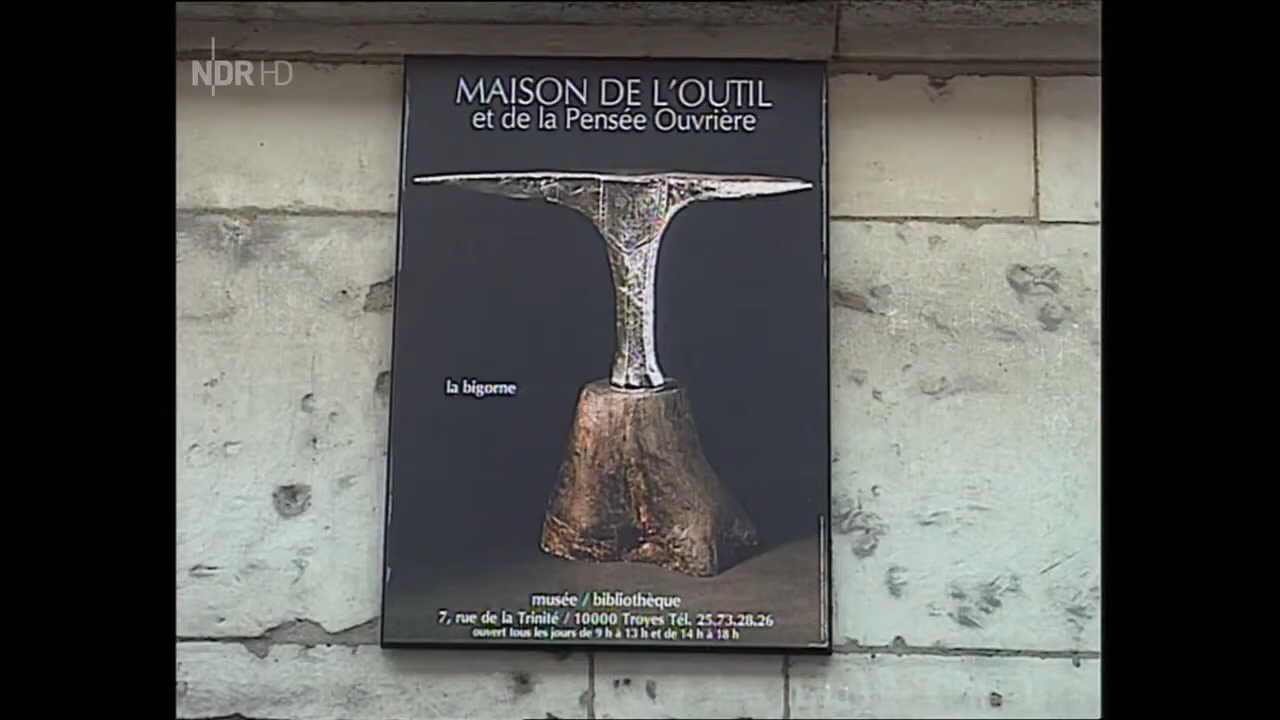 NDR HD
MAISON DE L'OUTIL
et de la Pensée Ouvrière
la bigorne
musée / bibliothèque
7, rue de la Trinité / 10000 Troyes Tél. 25.73.28.26
ouvert tous les jours de 9 h à 13 h et de 14 h à 18 h